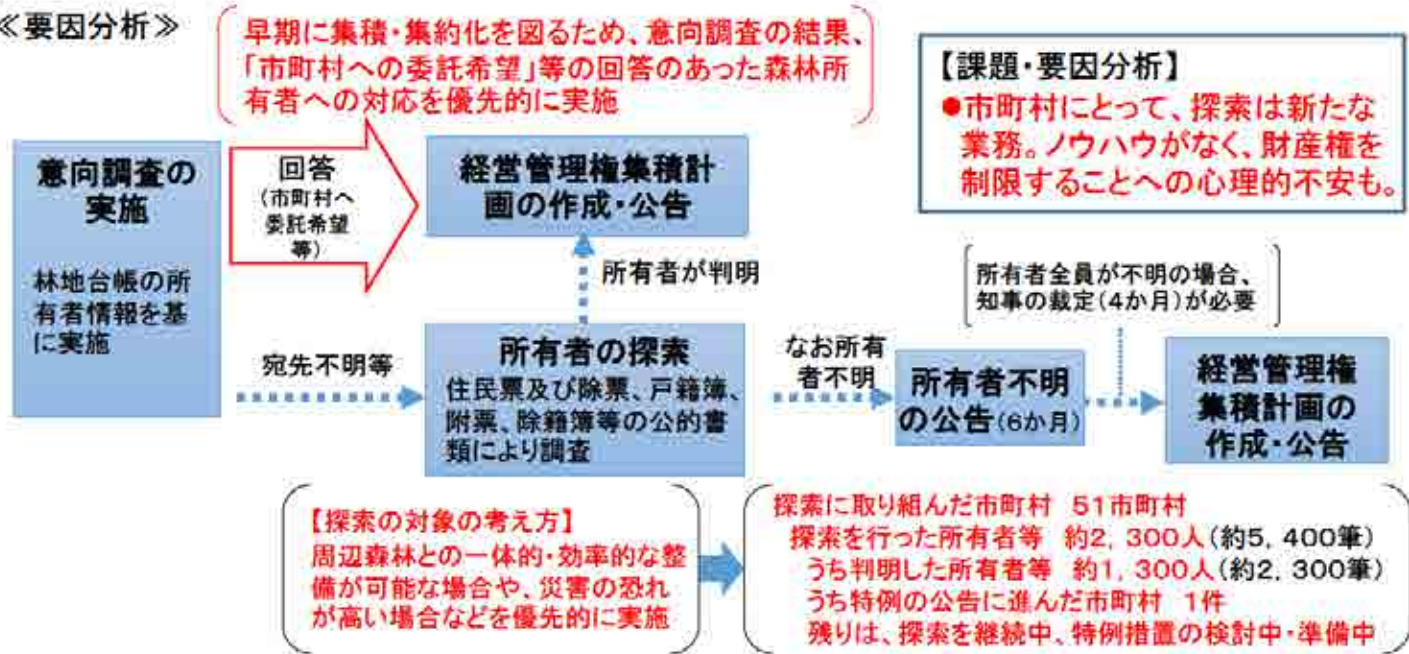 ≪要因分析≫
早期に集積・集約化を図るため、意向調査の結果、
「市町村への委託希望」等の回答のあった森林所
有者への対応を優先的に実施
【課題・要因分析】
●市町村にとって、探索は新たな
業務。ノウハウがなく、財産権を
制限することへの心理的不安も。
意向調査の
実施
林地台帳の所
有者情報を基
に実施
回答
(市町村へ
委託希望
等)
経営管理権集積計
画の作成・公告
所有者が判明
所有者全員が不明の場合、
知事の裁定(4か月)が必要
宛先不明等
所有者の探索
住民票及び除票、戸籍簿、
附票、除籍簿等の公的書
類により調査
なお所有
者不明
所有者不明
の公告(6か月)
経営管理権
集積計画の
作成・公告
【探索の対象の考え方】
周辺森林との一体的・効率的な整
備が可能な場合や、災害の恐れ
が高い場合などを優先的に実施
探索に取り組んだ市町村 51市町村
探索を行った所有者等 約2,300人(約5,400筆)
うち判明した所有者等 約1,300人(約2,300筆)
うち特例の公告に進んだ市町村 1件
残りは、探索を継続中、特例措置の検討中・準備中